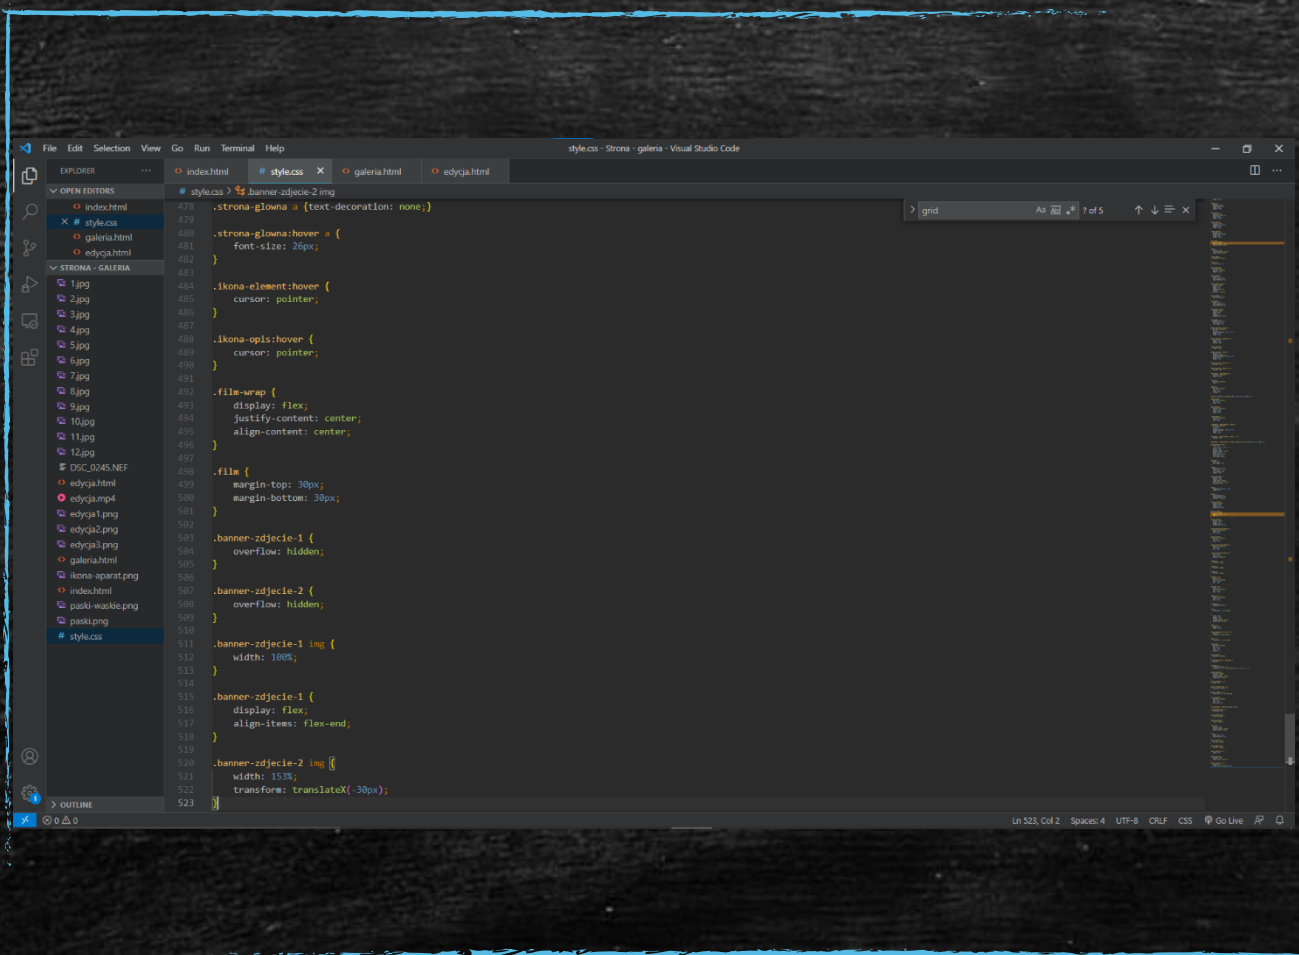 File Edit Selection View Go Run Terminal Help
style.css - Strona - galeria - Visual Studio Code
EXPLORER
OPEN EDITORS
index.html
style.css
galeria.html
edycja.html
STRONA - GALERIA
1.jpg
2.jpg
3.jpg
4.jpg
5.jpg
6.jpg
7.jpg
8.jpg
9.jpg
10.jpg
11.jpg
12.jpg
DSC_0245.NEF
edycja.html
edycja.mp4
edycja1.png
edycja2.png
edycja3.png
galeria.html
ikona-aparat.png
index.html
paski-waskie.png
paski.png
style.css
OUTLINE
index.html style.css galeria.html edycja.html
style.css > .banner-zdjecie-2 img
grid Aa ab .* ? of 5
478 .strona-glowna a {text-decoration: none;}
479
480 .strona-glowna:hover a {
481 font-size: 26px;
482 }
483
484 .ikona-element:hover {
485 cursor: pointer;
486 }
487
488 .ikona-opis:hover {
489 cursor: pointer;
490 }
491
492 .film-wrap {
493 display: flex;
494 justify-content: center;
495 align-content: center;
496 }
497
498 .film {
499 margin-top: 30px;
500 margin-bottom: 30px;
501 }
502
503 .banner-zdjecie-1 {
504 overflow: hidden;
505 }
506
507 .banner-zdjecie-2 {
508 overflow: hidden;
509 }
510
511 .banner-zdjecie-1 img {
512 width: 100%;
513 }
514
515 .banner-zdjecie-1 {
516 display: flex;
517 align-items: flex-end;
518 }
519
520 .banner-zdjecie-2 img {
521 width: 153%;
522 transform: translateX(-30px);
523 }
1
0 0 Ln 523, Col 2 Spaces: 4 UTF-8 CRLF CSS Go Live